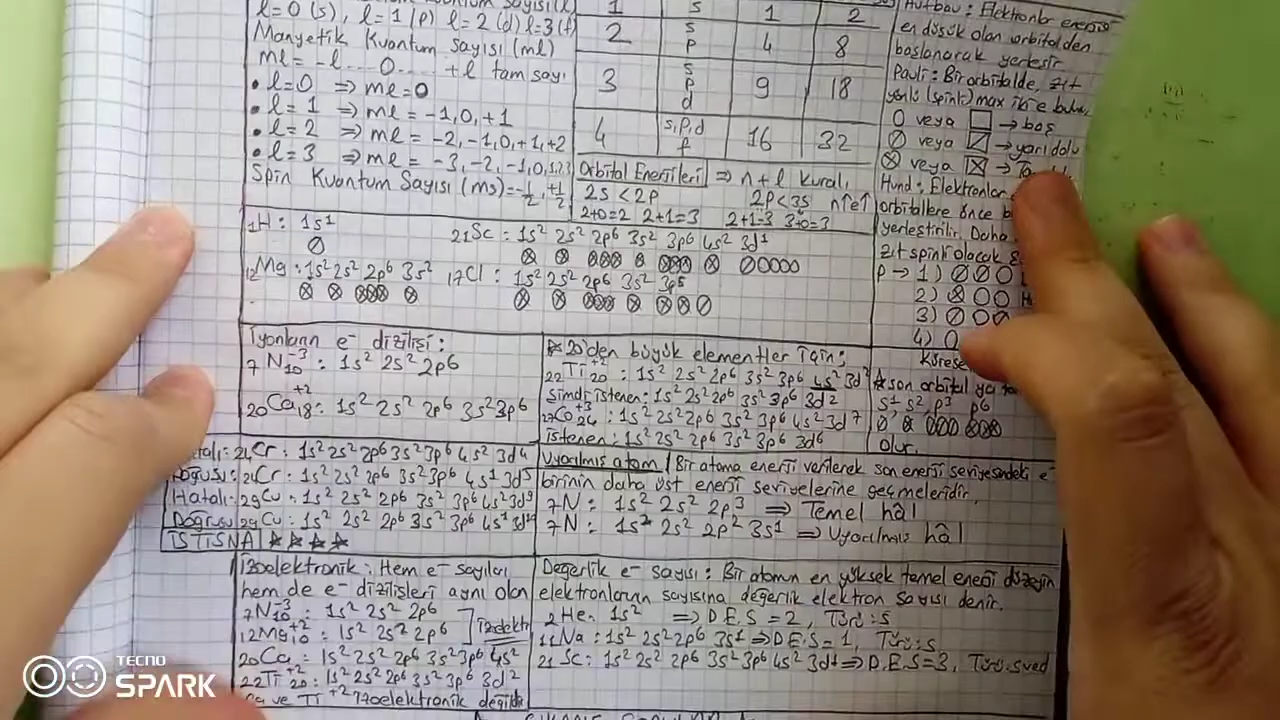 Kuantum sayısı (l)
l=0 (s), l=1 (p) l=2 (d) l=3 (f)
Manyetik Kuantum sayısı (ml)
ml = -l....0.... +l tam sayı
• l=0 ⇒ ml=0
• l=1 ⇒ ml = -1,0,+1
• l=2 ⇒ ml = -2,-1,0,+1,+2
• l=3 ⇒ ml = -3,-2,-1,0,1,2,3
Spin Kuantum Sayısı (ms)=-1/2, +1/2
1 s 1 2
2 s p 4 8
3 s p d 9 18
4 s,p,d f 16 32
Orbital Enerjileri ⇒ n+l kuralı
2s < 2p 2p<3s n↑e↑
2+0=2 2+1=3 2+1=3 3+0=3
Aufbau: Elektronlar enerjisi
en düşük olan orbitalden
başlanarak yerleşir
Pauli: Bir orbitalde, zıt
yönlü (spinli) max iki e bulu
veya → boş
veya → yarı dolu
veya →
Hund: Elektronlar
orbitallere önce
yerleştirilir. Daha
zıt spinli olacak
p → 1)
2)
3)
4)
1H: 1s1
21Sc: 1s2 2s2 2p6 3s2 3p6 4s2 3d1
12Mg: 1s2 2s2 2p6 3s2 17Cl: 1s2 2s2 2p6 3s2 3p5
İyonların e- dizilişi:
7N10-3: 1s2 2s2 2p6
20Ca18+2: 1s2 2s2 2p6 3s2 3p6
★ 20'den büyük elementler için:
22Ti20+2: 1s2 2s2 2p6 3s2 3p6 4s2 3d2
Şimdi istenen: 1s2 2s2 2p6 3s2 3p6 3d2
27Co24+3: 1s2 2s2 2p6 3s2 3p6 4s2 3d7
istenen: 1s2 2s2 2p6 3s2 3p6 3d6
Küresel
★ son orbital
s1 s2 p3 p6
olur.
Hatalı: 24Cr: 1s2 2s2 2p6 3s2 3p6 4s2 3d4
Doğrusu: 24Cr: 1s2 2s2 2p6 3s2 3p6 4s1 3d5
Hatalı: 29Cu: 1s2 2s2 2p6 3s2 3p6 4s2 3d9
Doğrusu 29Cu: 1s2 2s2 2p6 3s2 3p6 4s1 3d10
İSTİSNA ★ ★ ★ ★
Uyarılmış atom / Bir atoma enerji verilerek son enerji seviyesindeki e-
birinin daha üst enerji seviyelerine geçmeleridir.
7N: 1s2 2s2 2p3 ⇒ Temel hâl
7N: 1s2 2s2 2p2 3s1 ⇒ Uyarılmış hâl
İzoelektronik: Hem e- sayıları
hem de e- dizilişleri aynı olan
7N10-3: 1s2 2s2 2p6
12Mg10+2: 1s2 2s2 2p6 ] İzoelektr
20Ca: 1s2 2s2 2p6 3s2 3p6 4s2
22Ti20+2: 1s2 2s2 2p6 3s2 3p6 3d2
Ca ve Ti+2 izoelektronik değildir
Değerlik e- sayısı: Bir atomun en yüksek temel enerji düzeyin
elektronlarının sayısına değerlik elektron sayısı denir.
2He: 1s2 ⇒ D.E.S = 2, Türü: s
11Na: 1s2 2s2 2p6 3s1 ⇒ D.E.S = 1, Türü: s
21Sc: 1s2 2s2 2p6 3s2 3p6 4s2 3d1 ⇒ D.E.S=3, Türü: s ve d
TECNO
SPARK